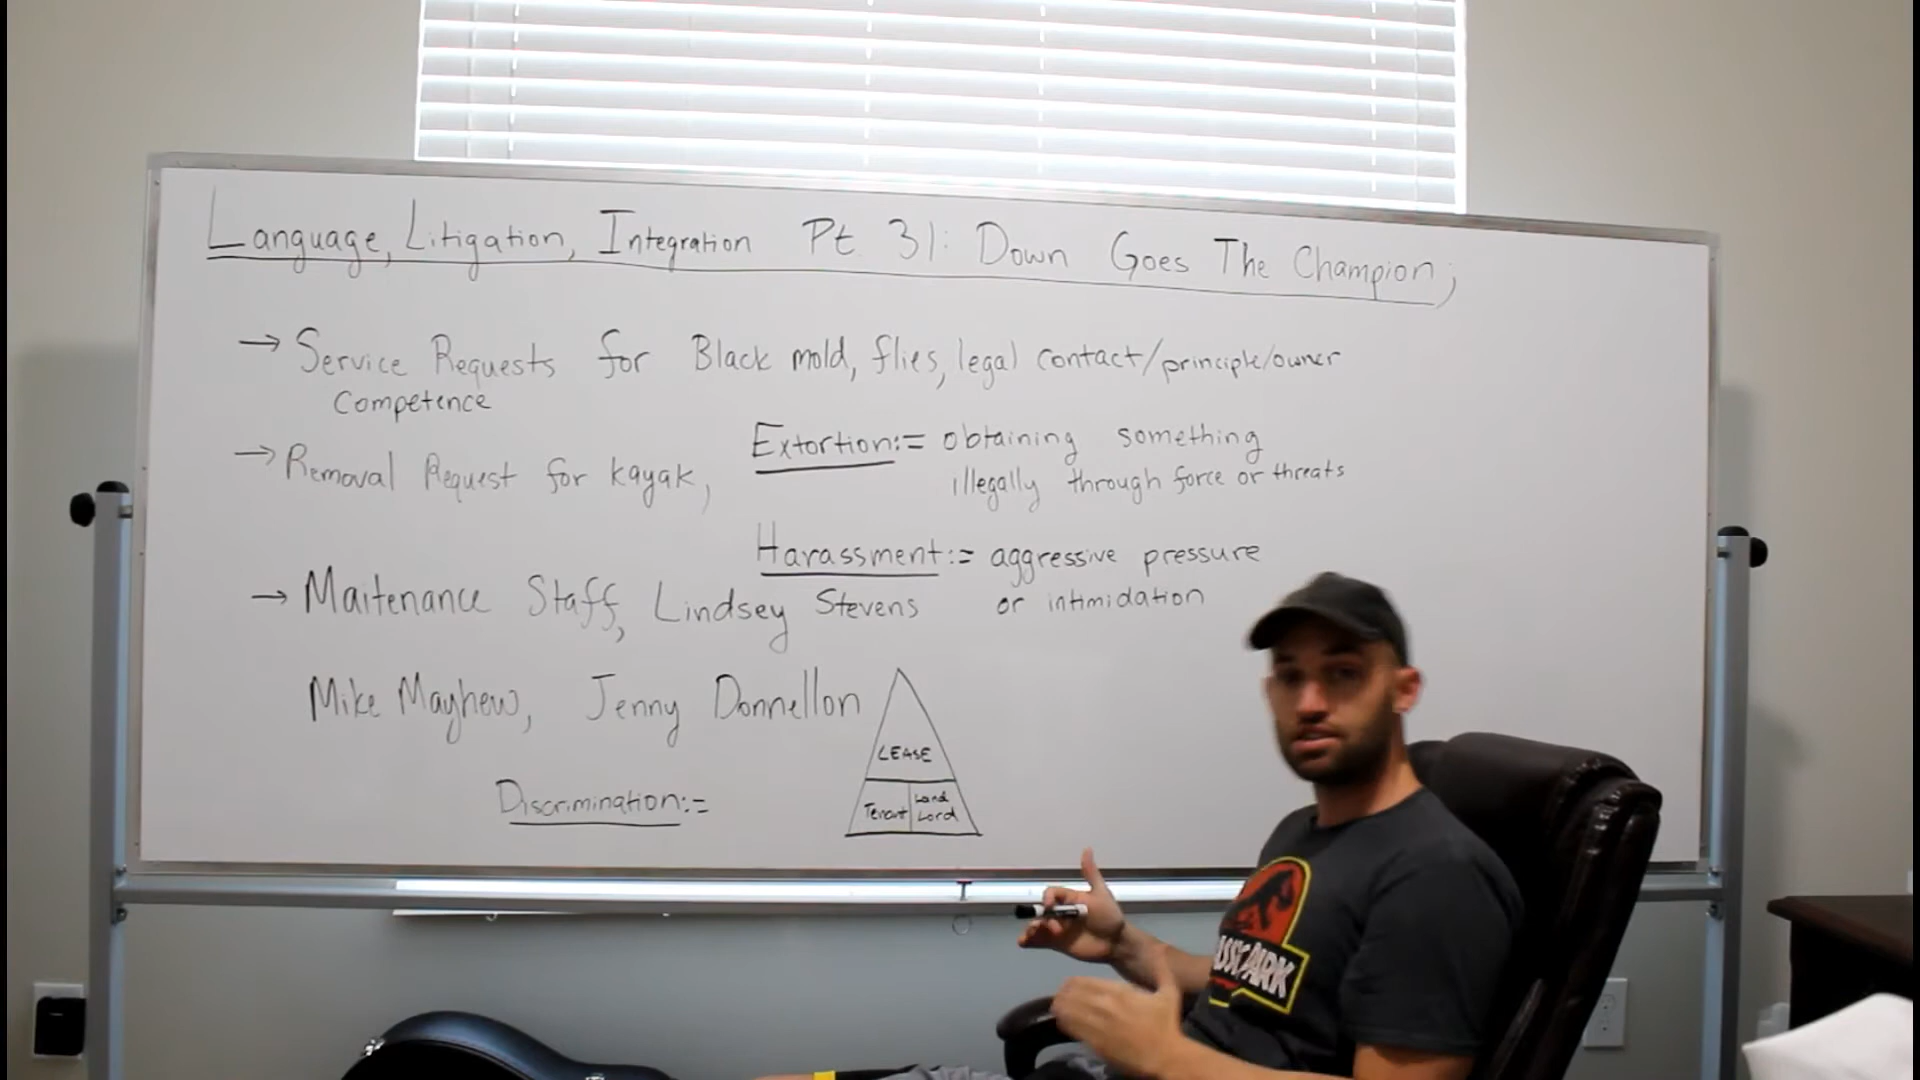 Language, Litigation, Integration Pt 31: Down Goes The Champion;
→ Service Requests for Black mold, flies, legal contact/principle/owner
Competence
→ Removal Request for kayak,
Extortion:= obtaining something
illegally through force or threats
Harassment:= aggressive pressure
or intimidation
→ Maitenance Staff, Lindsey Stevens
Mike Mayhew, Jenny Donnellon
LEASE
Tenant
Land
Lord
Discrimination:=
PARK